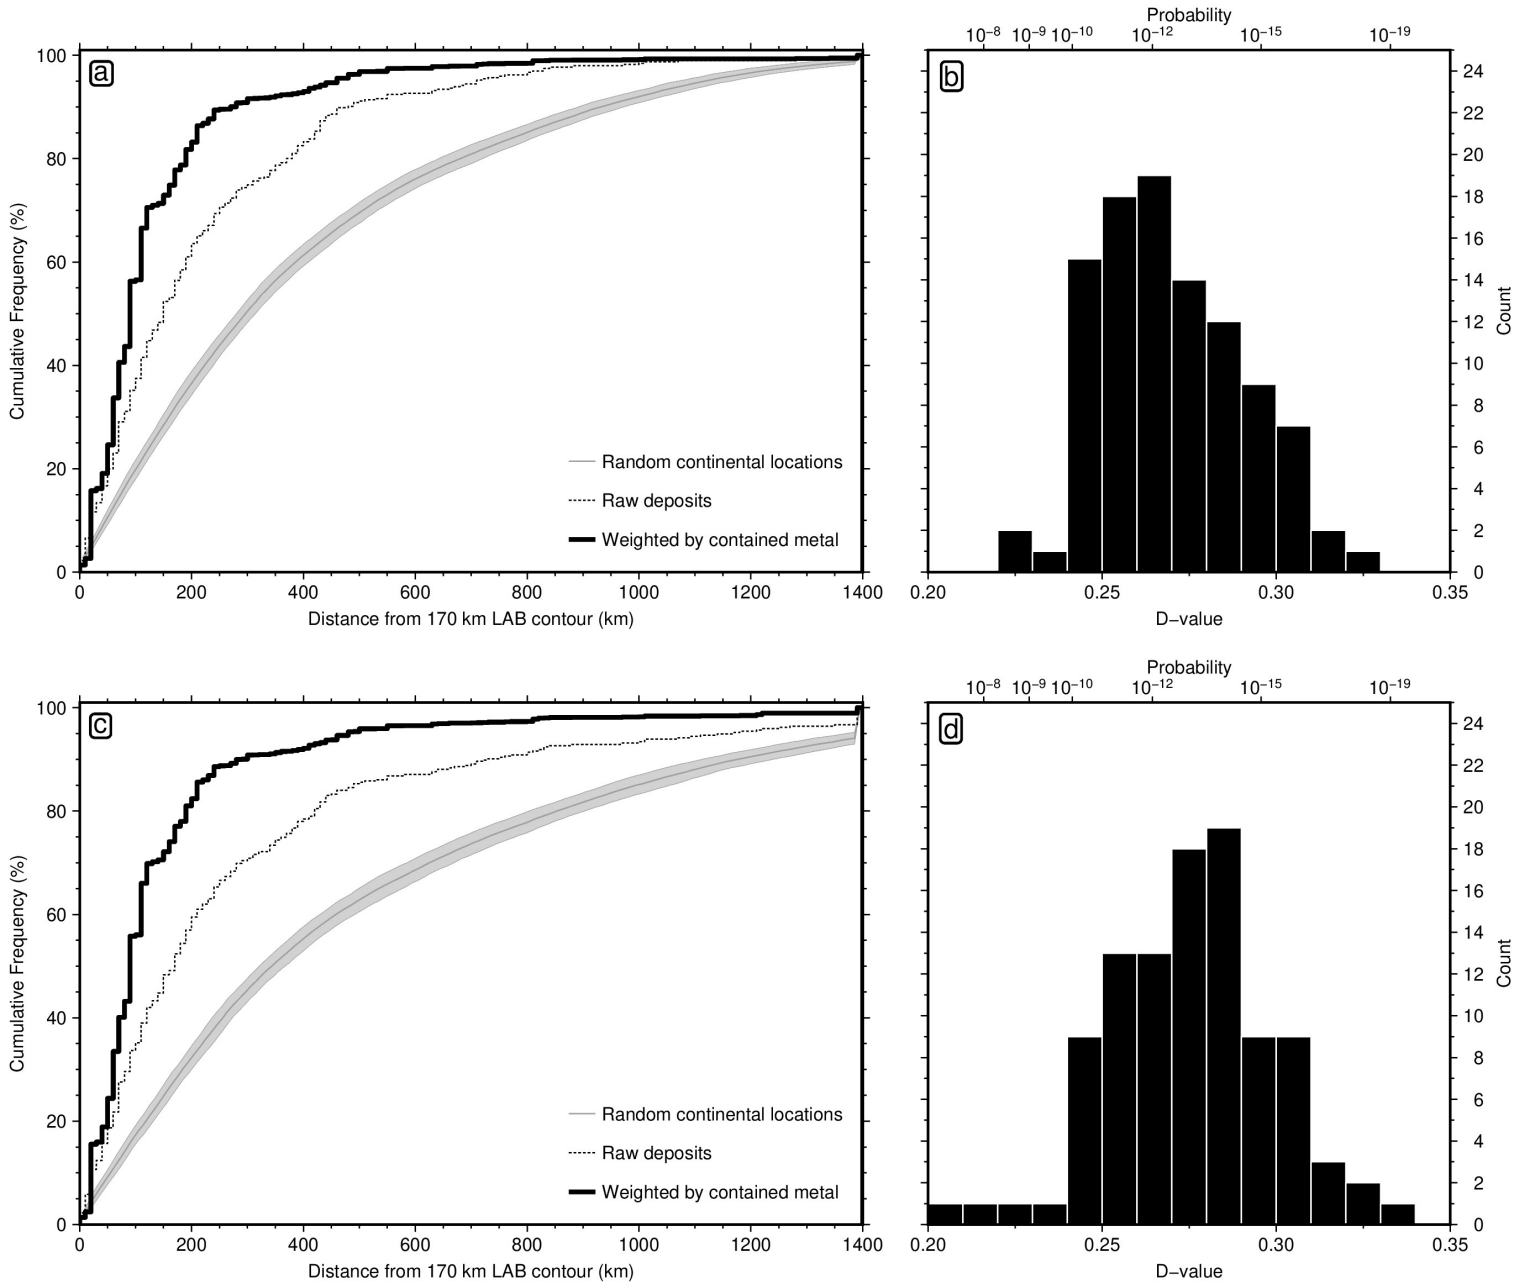 Probability
10−8 10−9 10−10 10−12 10−15 10−19
a
b
100
80
60
40
20
0
Cumulative Frequency (%)
Random continental locations
Raw deposits
Weighted by contained metal
0 200 400 600 800 1000 1200 1400
Distance from 170 km LAB contour (km)
24
22
20
18
16
14
12
10
8
6
4
2
0
Count
0.20 0.25 0.30 0.35
D−value
Probability
10−8 10−9 10−10 10−12 10−15 10−19
c
d
100
80
60
40
20
0
Cumulative Frequency (%)
Random continental locations
Raw deposits
Weighted by contained metal
0 200 400 600 800 1000 1200 1400
Distance from 170 km LAB contour (km)
24
22
20
18
16
14
12
10
8
6
4
2
0
Count
0.20 0.25 0.30 0.35
D−value